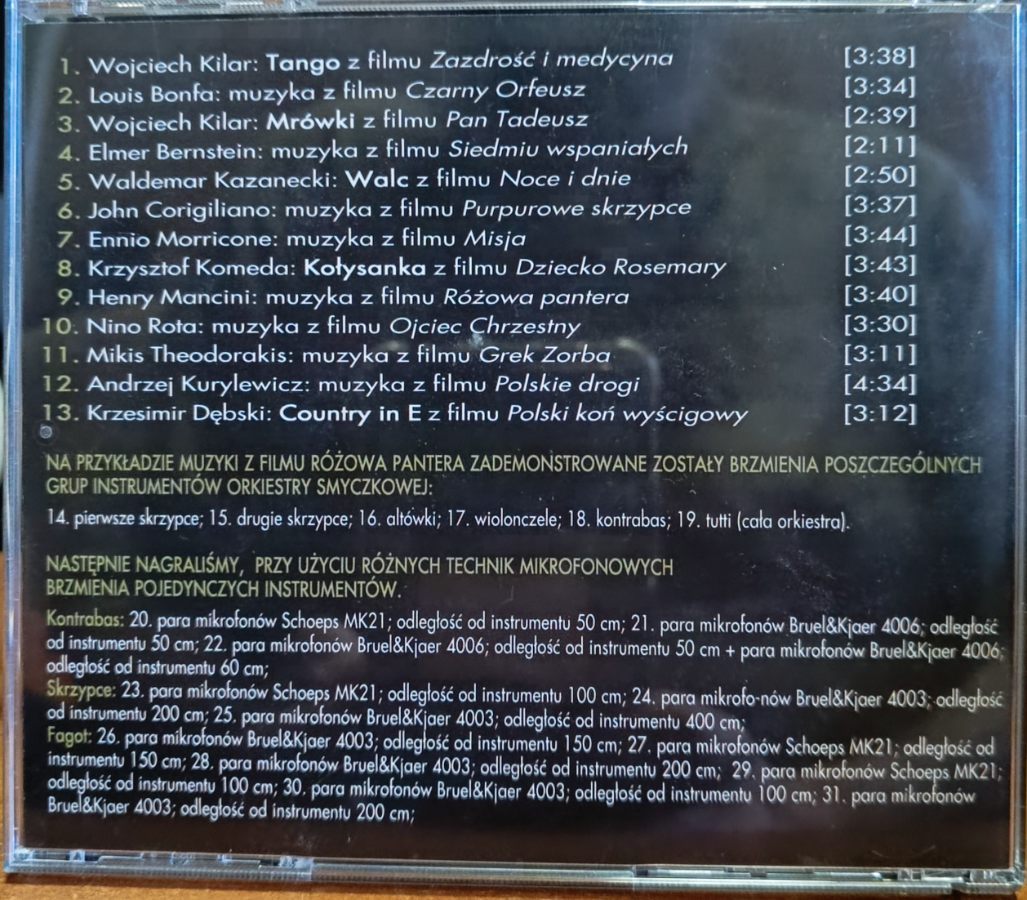 1. Wojciech Kilar: Tango z filmu Zazdrość i medycyna [3:38]
2. Louis Bonfa: muzyka z filmu Czarny Orfeusz [3:34]
3. Wojciech Kilar: Mrówki z filmu Pan Tadeusz [2:39]
4. Elmer Bernstein: muzyka z filmu Siedmiu wspaniałych [2:11]
5. Waldemar Kazanecki: Walc z filmu Noce i dnie [2:50]
6. John Corigiliano: muzyka z filmu Purpurowe skrzypce [3:37]
7. Ennio Morricone: muzyka z filmu Misja [3:44]
8. Krzysztof Komeda: Kołysanka z filmu Dziecko Rosemary [3:43]
9. Henry Mancini: muzyka z filmu Różowa pantera [3:40]
10. Nino Rota: muzyka z filmu Ojciec Chrzestny [3:30]
11. Mikis Theodorakis: muzyka z filmu Grek Zorba [3:11]
12. Andrzej Kurylewicz: muzyka z filmu Polskie drogi [4:34]
13. Krzesimir Dębski: Country in E z filmu Polski koń wyścigowy [3:12]
NA PRZYKŁADZIE MUZYKI Z FILMU RÓŻOWA PANTERA ZADEMONSTROWANE ZOSTAŁY BRZMIENIA POSZCZEGÓLNYCH
GRUP INSTRUMENTÓW ORKIESTRY SMYCZKOWEJ:
14. pierwsze skrzypce; 15. drugie skrzypce; 16. altówki; 17. wiolonczele; 18. kontrabas; 19. tutti (cała orkiestra).
NASTĘPNIE NAGRALIŚMY, PRZY UŻYCIU RÓŻNYCH TECHNIK MIKROFONOWYCH
BRZMIENIA POJEDYNCZYCH INSTRUMENTÓW.
Kontrabas: 20. para mikrofonów Schoeps MK21; odległość od instrumentu 50 cm; 21. para mikrofonów Bruel&Kjaer 4006; odległość
od instrumentu 50 cm; 22. para mikrofonów Bruel&Kjaer 4006; odległość od instrumentu 50 cm + para mikrofonów Bruel&Kjaer 4006;
odległość od instrumentu 60 cm;
Skrzypce: 23. para mikrofonów Schoeps MK21; odległość od instrumentu 100 cm; 24. para mikrofo-nów Bruel&Kjaer 4003; odległość
od instrumentu 200 cm; 25. para mikrofonów Bruel&Kjaer 4003; odległość od instrumentu 400 cm;
Fagot: 26. para mikrofonów Bruel&Kjaer 4003; odległość od instrumentu 150 cm; 27. para mikrofonów Schoeps MK21; odległość od
instrumentu 150 cm; 28. para mikrofonów Bruel&Kjaer 4003; odległość od instrumentu 200 cm; 29. para mikrofonów Schoeps MK21;
odległość od instrumentu 100 cm; 30. para mikrofonów Bruel&Kjaer 4003; odległość od instrumentu 100 cm; 31. para mikrofonów
Bruel&Kjaer 4003; odległość od instrumentu 200 cm;